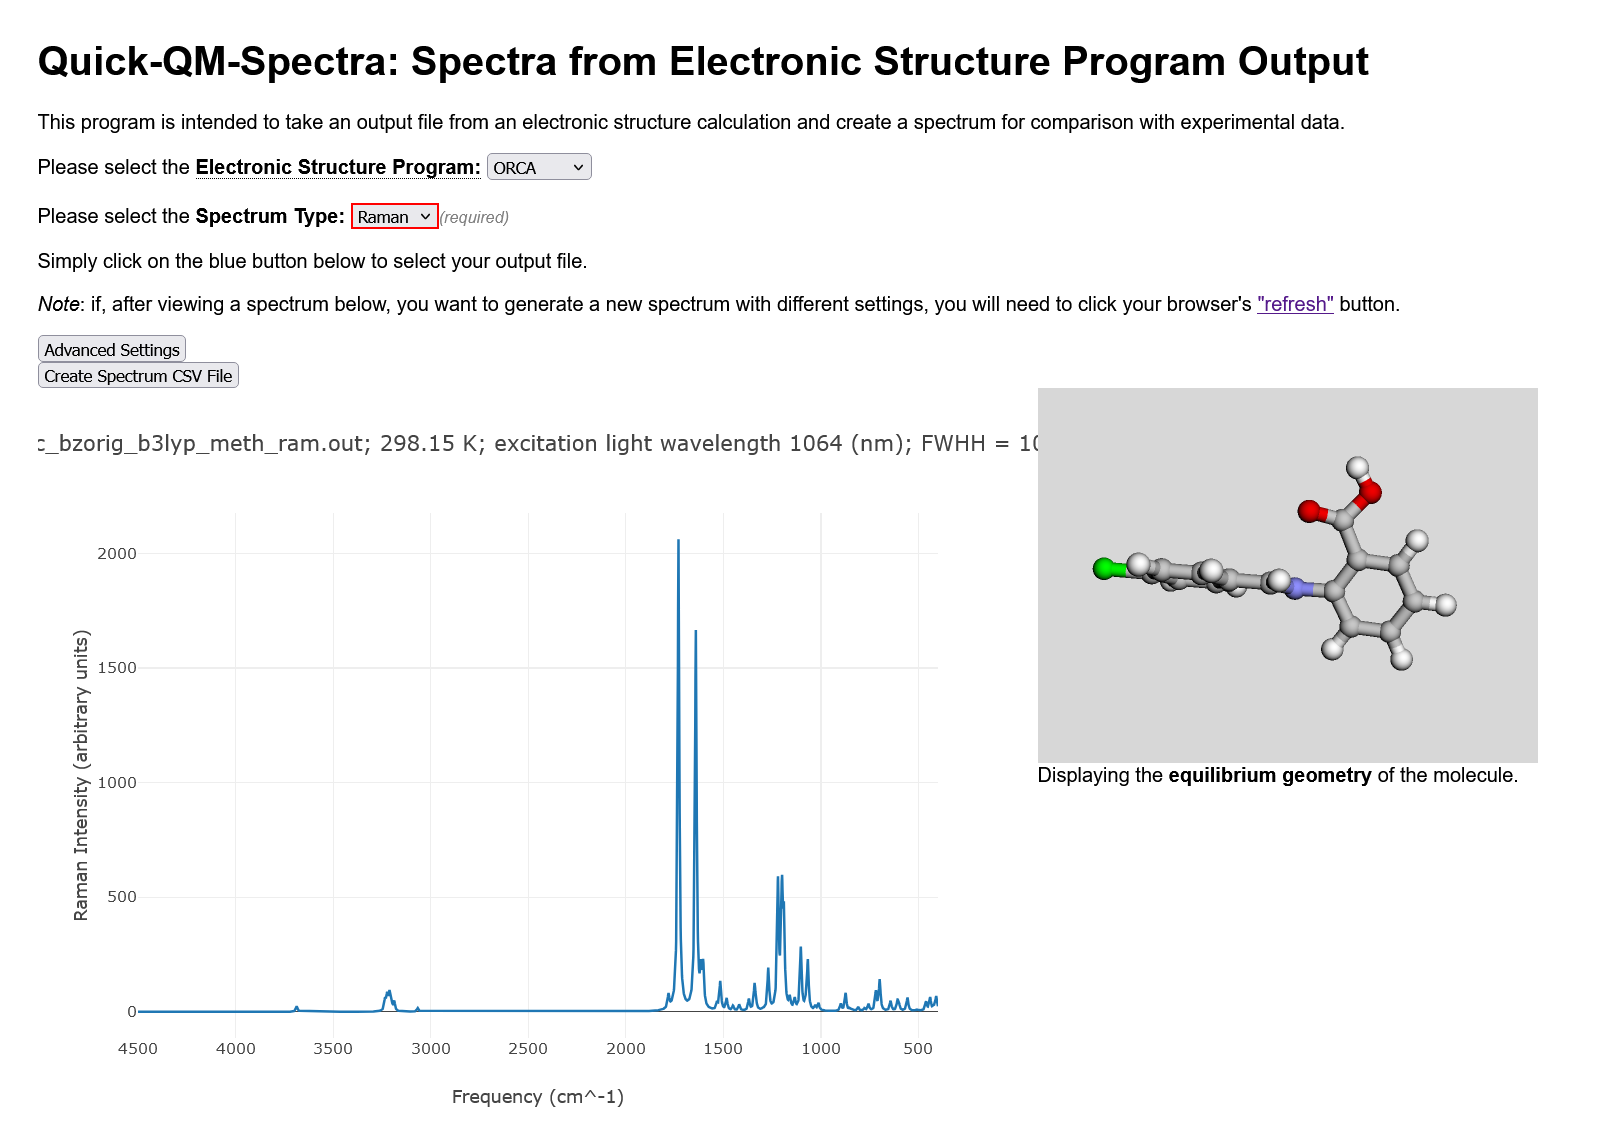 Quick-QM-Spectra: Spectra from Electronic Structure Program Output
This program is intended to take an output file from an electronic structure calculation and create a spectrum for comparison with experimental data.
Please select the Electronic Structure Program: ORCA
Please select the Spectrum Type: Raman (required)
Simply click on the blue button below to select your output file.
Note: if, after viewing a spectrum below, you want to generate a new spectrum with different settings, you will need to click your browser's "refresh" button.
Advanced Settings
Create Spectrum CSV File
c_bzorig_b3lyp_meth_ram.out; 298.15 K; excitation light wavelength 1064 (nm); FWHH = 10
Raman Intensity (arbitrary units)
2000
1500
1000
500
0
4500 4000 3500 3000 2500 2000 1500 1000 500
Frequency (cm^-1)
Displaying the equilibrium geometry of the molecule.